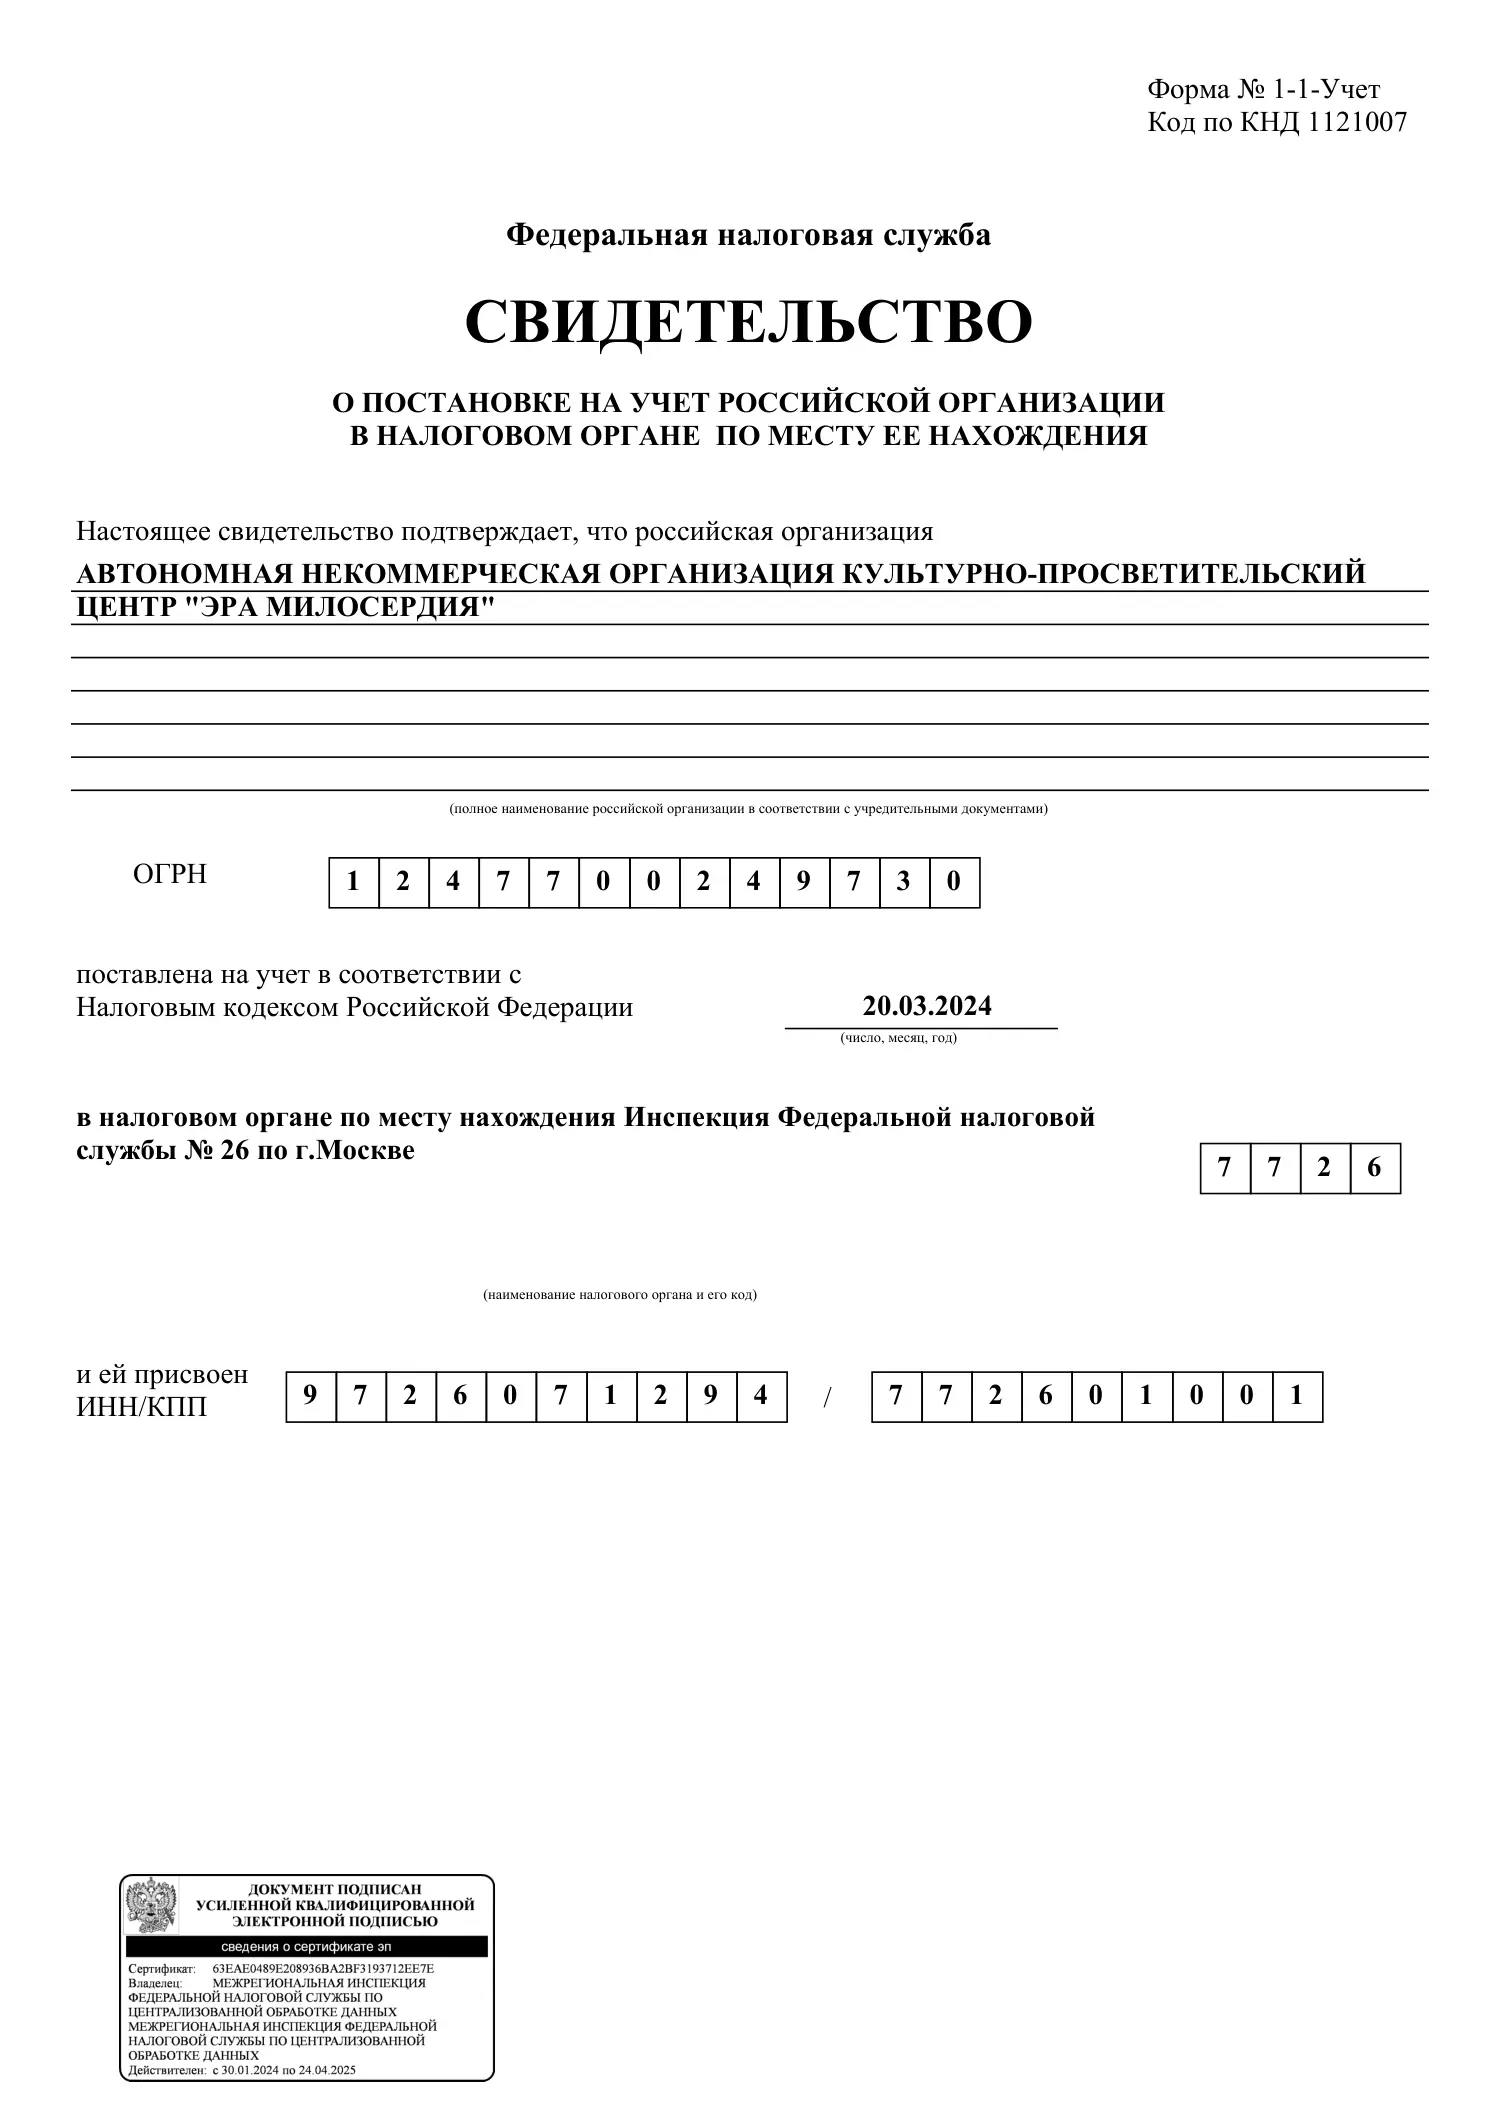 Форма № 1-1-Учет
Код по КНД 1121007
Федеральная налоговая служба
СВИДЕТЕЛЬСТВО
О ПОСТАНОВКЕ НА УЧЕТ РОССИЙСКОЙ ОРГАНИЗАЦИИ
В НАЛОГОВОМ ОРГАНЕ ПО МЕСТУ ЕЕ НАХОЖДЕНИЯ
Настоящее свидетельство подтверждает, что российская организация
АВТОНОМНАЯ НЕКОММЕРЧЕСКАЯ ОРГАНИЗАЦИЯ КУЛЬТУРНО-ПРОСВЕТИТЕЛЬСКИЙ
ЦЕНТР "ЭРА МИЛОСЕРДИЯ"
(полное наименование российской организации в соответствии с учредительными документами)
ОГРН 1 2 4 7 7 0 0 2 4 9 7 3 0
поставлена на учет в соответствии с
Налоговым кодексом Российской Федерации 20.03.2024
(число, месяц, год)
в налоговом органе по месту нахождения Инспекция Федеральной налоговой
службы № 26 по г.Москве
7 7 2 6
(наименование налогового органа и его код)
и ей присвоен
ИНН/КПП 9 7 2 6 0 7 1 2 9 4 / 7 7 2 6 0 1 0 0 1
ДОКУМЕНТ ПОДПИСАН
УСИЛЕННОЙ КВАЛИФИЦИРОВАННОЙ
ЭЛЕКТРОННОЙ ПОДПИСЬЮ
сведения о сертификате эп
Сертификат: 63EAE0489E208936BA2BF3193712EE7E
Владелец: МЕЖРЕГИОНАЛЬНАЯ ИНСПЕКЦИЯ
ФЕДЕРАЛЬНОЙ НАЛОГОВОЙ СЛУЖБЫ ПО
ЦЕНТРАЛИЗОВАННОЙ ОБРАБОТКЕ ДАННЫХ
МЕЖРЕГИОНАЛЬНАЯ ИНСПЕКЦИЯ ФЕДЕРАЛЬНОЙ
НАЛОГОВОЙ СЛУЖБЫ ПО ЦЕНТРАЛИЗОВАННОЙ
ОБРАБОТКЕ ДАННЫХ
Действителен: с 30.01.2024 по 24.04.2025